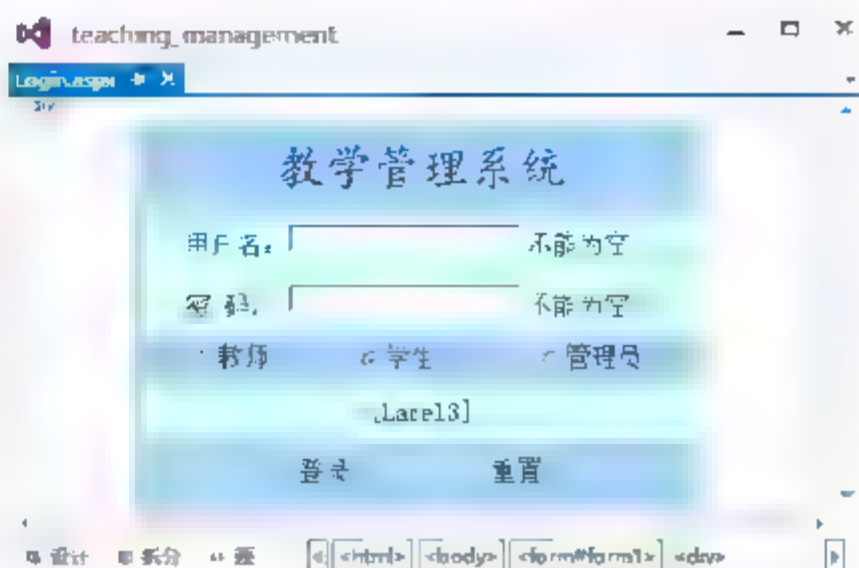 teaching_management
Login.aspx
div
教学管理系统
用户名: 不能为空
密 码: 不能为空
教师 学生 管理员
[Label3]
登录 重置
设计 拆分 源 <html> <body> <form#form1> <div>